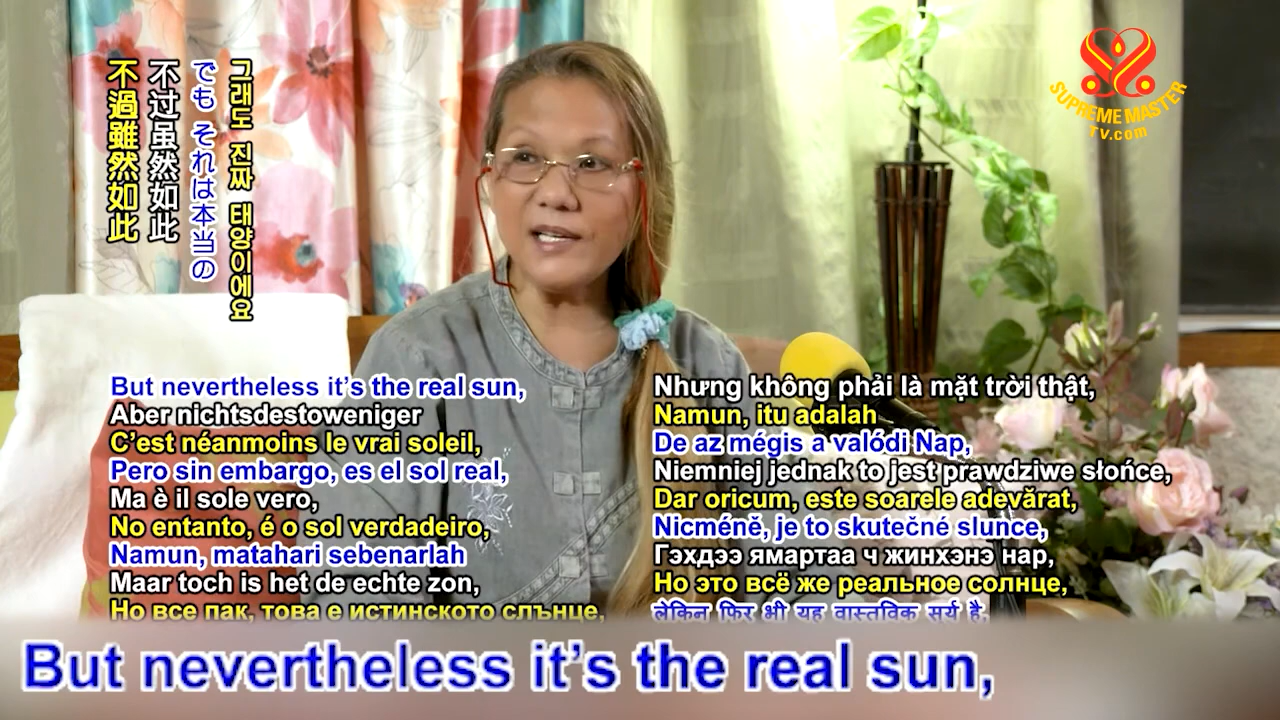 不過雖然如此
不过虽然如此
でも それは本当の
그래도 진짜 태양이에요
SUPREME MASTER
TV.com
But nevertheless it's the real sun,
Aber nichtsdestoweniger
C'est néanmoins le vrai soleil,
Pero sin embargo, es el sol real,
Ma è il sole vero,
No entanto, é o sol verdadeiro,
Namun, matahari sebenarlah
Maar toch is het de echte zon,
Но все пак, това е истинското слънце,
Nhưng không phải là mặt trời thật,
Namun, itu adalah
De az mégis a valódi Nap,
Niemniej jednak to jest prawdziwe słońce,
Dar oricum, este soarele adevărat,
Nicméně, je to skutečné slunce,
Гэхдээ ямартаа ч жинхэнэ нар,
Но это всё же реальное солнце,
लेकिन फिर भी यह वास्तविक सूर्य है,
But nevertheless it's the real sun,